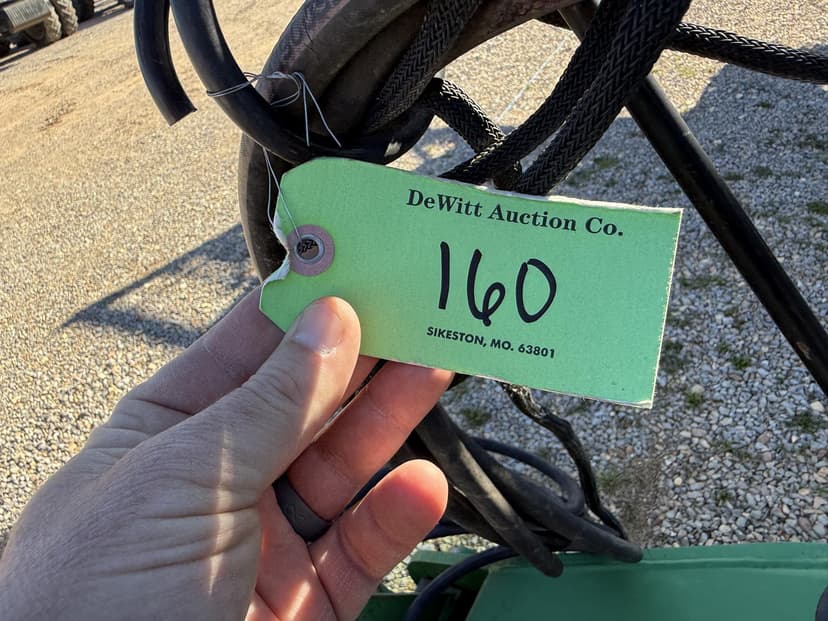 DeWitt Auction Co.
160
SIKESTON, MO. 63801